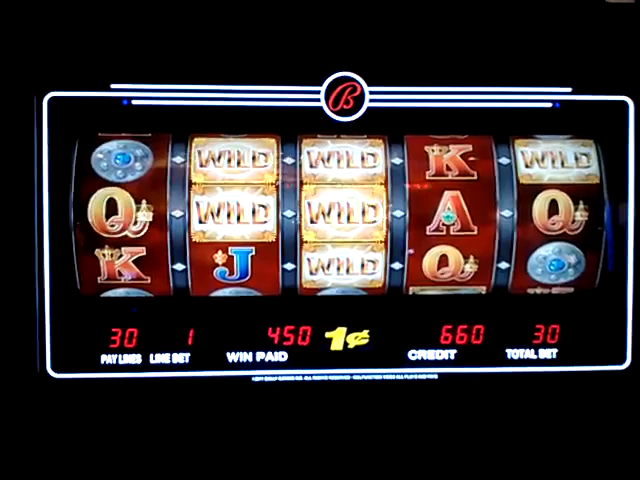 B
WILD WILD K WILD
Q WILD WILD A Q
K J WILD Q
30 1 450 1¢ 660 30
PAY LINES LINE BET WIN PAID CREDIT TOTAL BET